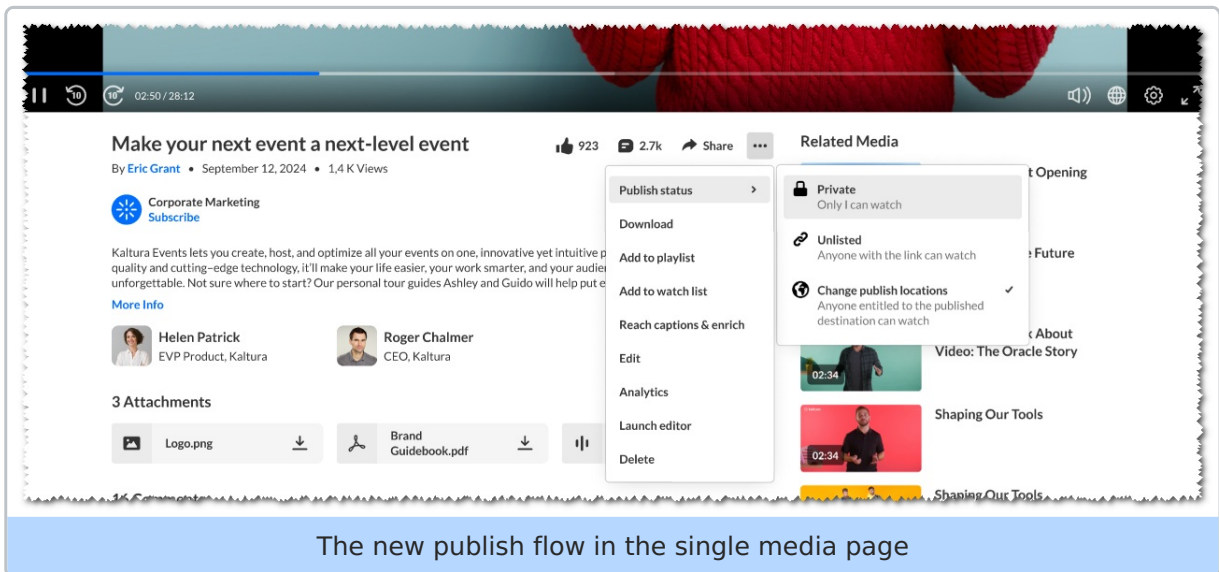 10
10
02:50 / 28:12
Make your next event a next-level event
923
2.7k
Share
Related Media
By Eric Grant • September 12, 2024 • 1,4 K Views
Corporate Marketing
Subscribe
Kaltura Events lets you create, host, and optimize all your events on one, innovative yet intuitive
quality and cutting-edge technology, it'll make your life easier, your work smarter, and your
unforgettable. Not sure where to start? Our personal tour guides Ashley and Guido will help put
More Info
Helen Patrick
EVP Product, Kaltura
Roger Chalmer
CEO, Kaltura
3 Attachments
Logo.png
Brand
Guidebook.pdf
Publish status
Download
Add to playlist
Add to watch list
Reach captions & enrich
Edit
Analytics
Launch editor
Delete
Private
Only I can watch
Unlisted
Anyone with the link can watch
Change publish locations
Anyone entitled to the published
destination can watch
Opening
Future
About
Video: The Oracle Story
02:34
Shaping Our Tools
02:34
Shaping Our Tools
The new publish flow in the single media page